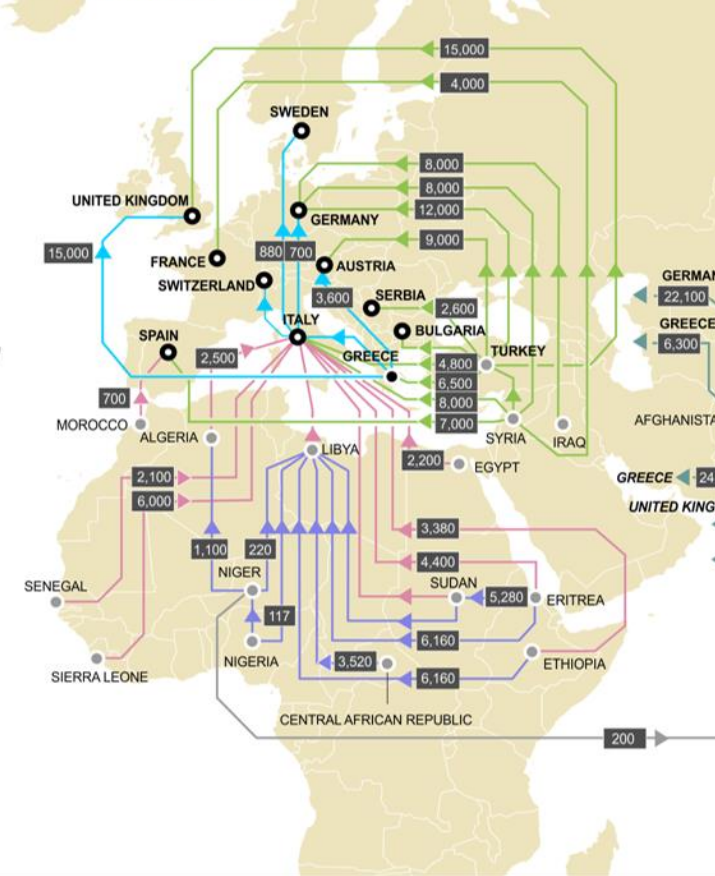 15,000
4,000
SWEDEN
8,000
8,000
UNITED KINGDOM
12,000
GERMANY
15,000
880
700
9,000
FRANCE
AUSTRIA
GERMAN
SWITZERLAND
3,600
SERBIA
22,100
2,600
ITALY
BULGARIA
GREECE
SPAIN
2,500
GREECE
TURKEY
6,300
4,800
6,500
700
8,000
MOROCCO
7,000
AFGHANISTA
ALGERIA
SYRIA
IRAQ
LIBYA
2,200
EGYPT
2,100
GREECE
24
6,000
UNITED KING
3,380
1,100
220
4,400
NIGER
SENEGAL
SUDAN
5,280
ERITREA
117
6,160
NIGERIA
3,520
ETHIOPIA
SIERRA LEONE
6,160
CENTRAL AFRICAN REPUBLIC
200